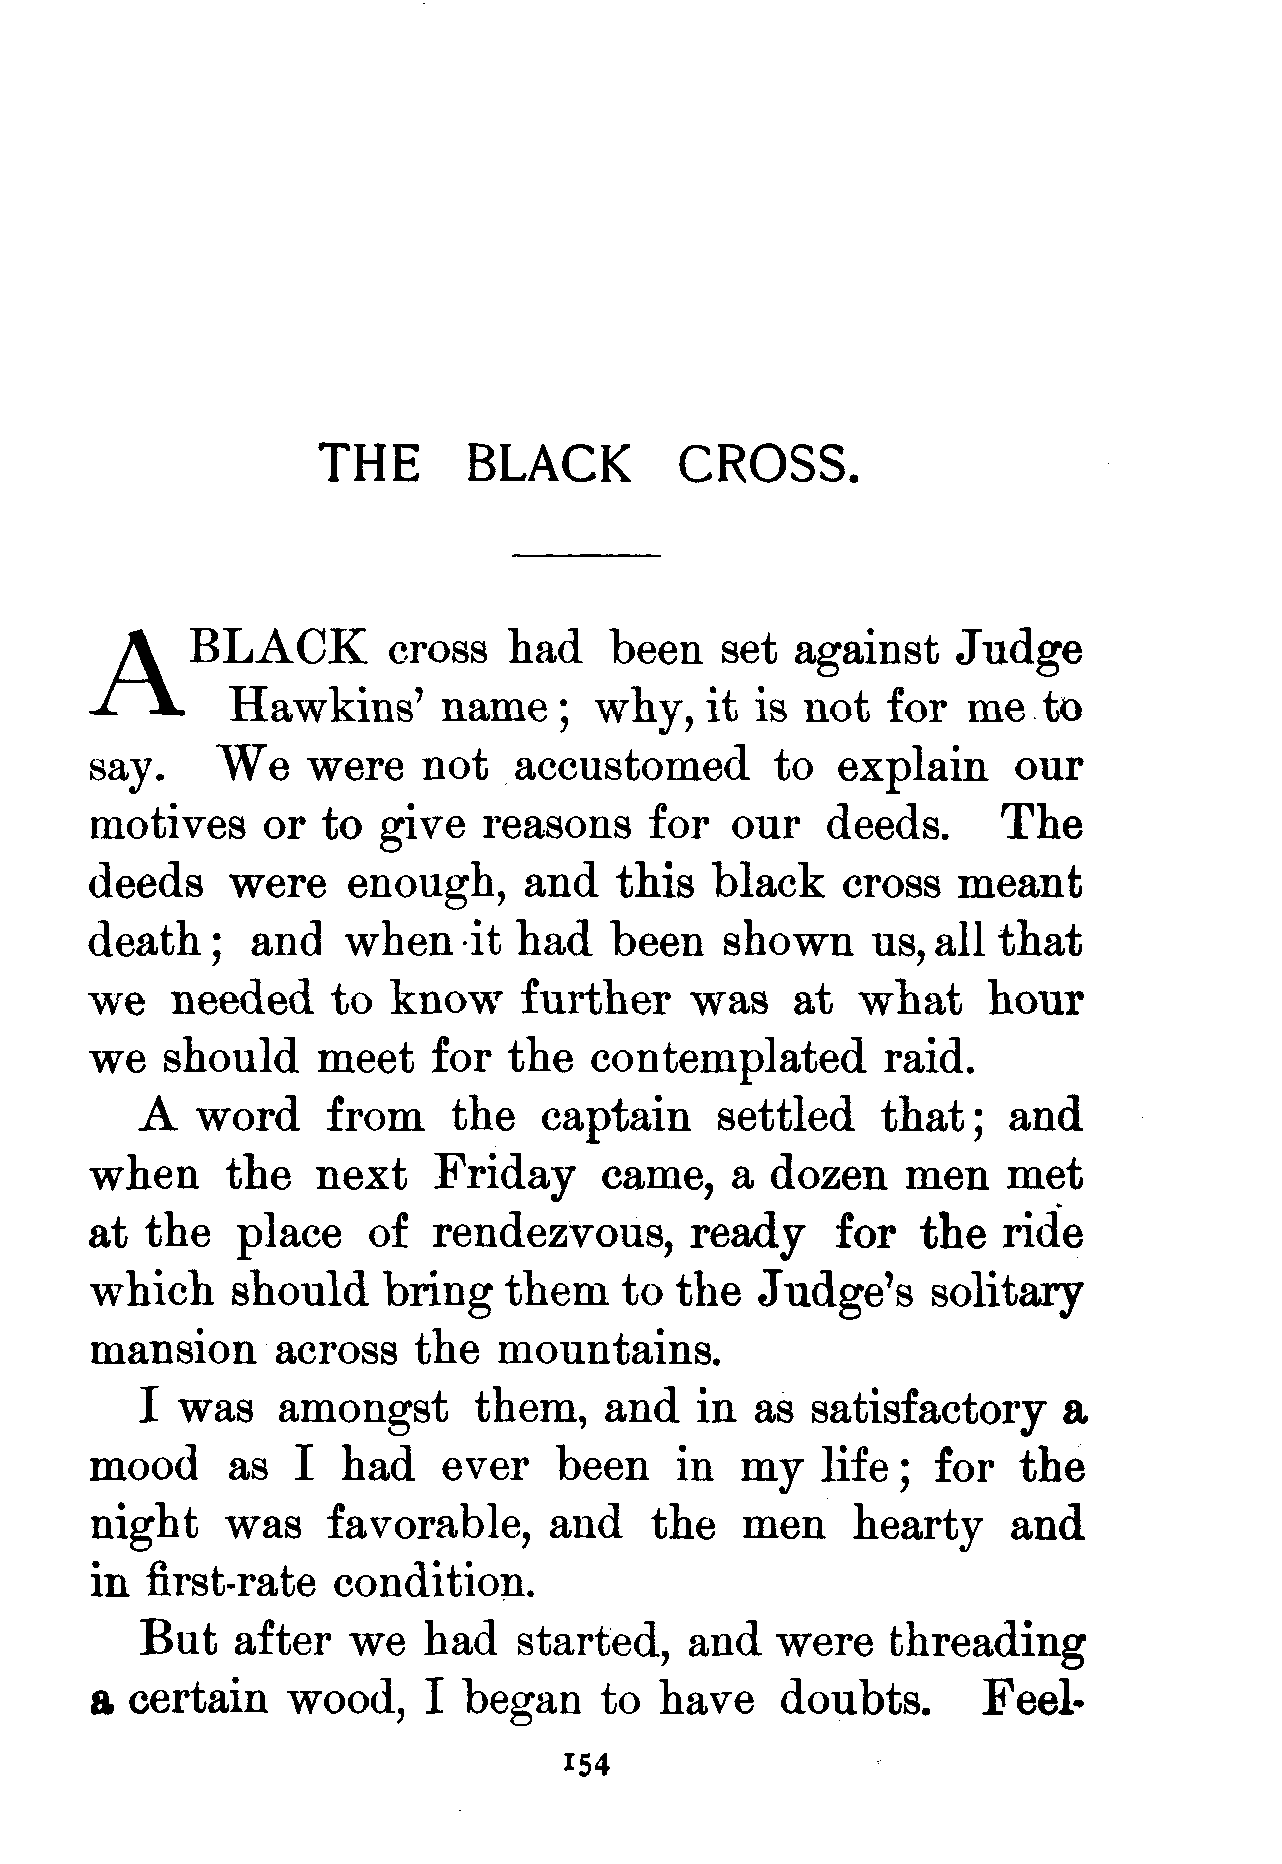 THE BLACK CROSS.
A BLACK cross had been set against Judge
Hawkins' name; why, it is not for me to
say. We were not accustomed to explain our
motives or to give reasons for our deeds. The
deeds were enough, and this black cross meant
death; and when it had been shown us, all that
we needed to know further was at what hour
we should meet for the contemplated raid.
A word from the captain settled that; and
when the next Friday came, a dozen men met
at the place of rendezvous, ready for the ride
which should bring them to the Judge's solitary
mansion across the mountains.
I was amongst them, and in as satisfactory a
mood as I had ever been in my life; for the
night was favorable, and the men hearty and
in first-rate condition.
But after we had started, and were threading
a certain wood, I began to have doubts. Feel-
154